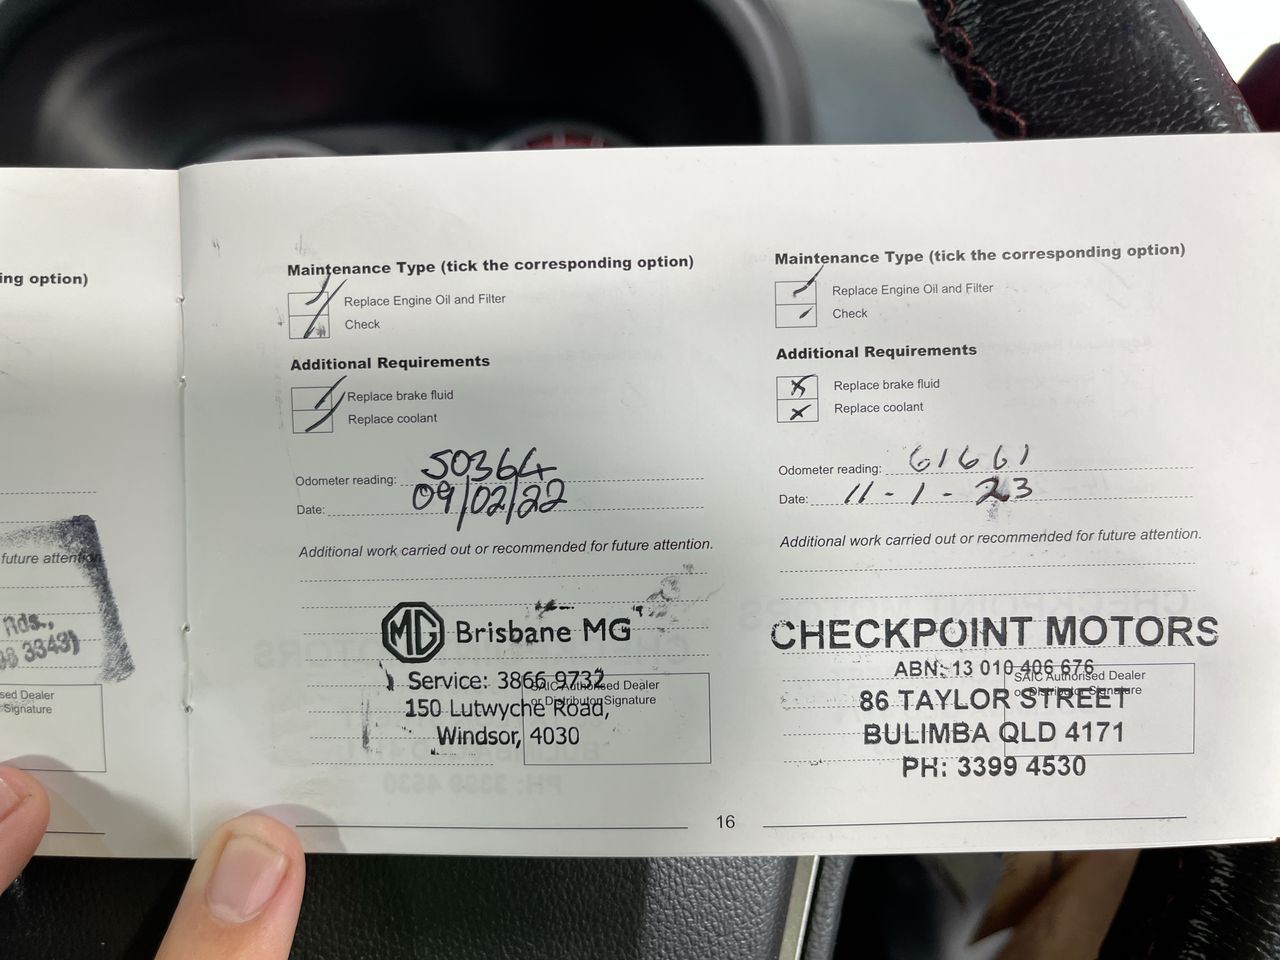 ing option)
future attention
Rds.,
3343)
sed Dealer
Signature
Maintenance Type (tick the corresponding option)
Replace Engine Oil and Filter
Check
Additional Requirements
Replace brake fluid
Replace coolant
Odometer reading: 50364
Date: 09/02/22
Additional work carried out or recommended for future attention.
MG Brisbane MG
Service: 3866 9732
SAIC Authorised Dealer
or Distributor Signature
150 Lutwyche Road,
Windsor, 4030
Maintenance Type (tick the corresponding option)
Replace Engine Oil and Filter
Check
Additional Requirements
Replace brake fluid
Replace coolant
Odometer reading: 61661
Date: 11-1-23
Additional work carried out or recommended for future attention.
CHECKPOINT MOTORS
ABN: 13 010 406 676
SAIC Authorised Dealer
or Distributor Signature
86 TAYLOR STREET
BULIMBA QLD 4171
PH: 3399 4530
16